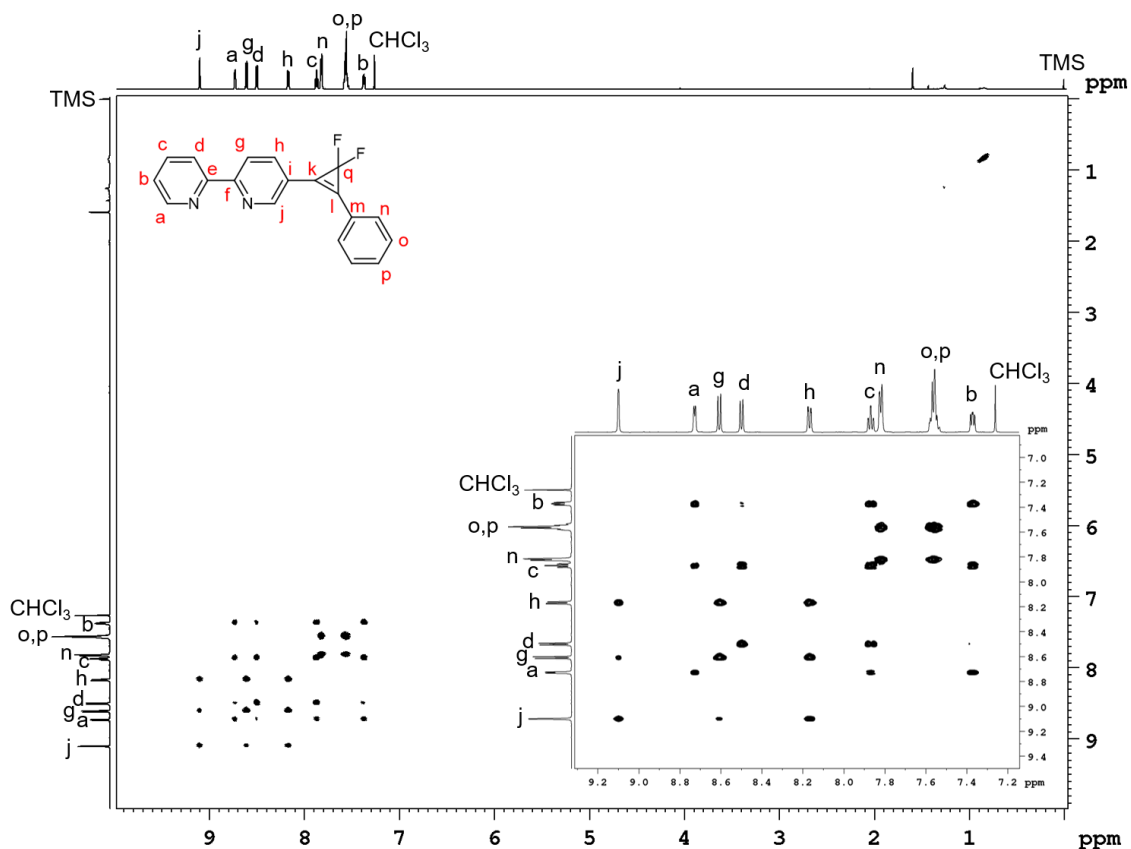 o,p
j
a
g
d
h
c
n
b
CHCl3
TMS
ppm
TMS
c
d
g
h
F
F
b
e
i
k
q
a
N
f
N
j
l
m
n
o
p
1
2
3
4
5
6
7
8
9
ppm
j
a
g
d
h
c
n
o,p
b
CHCl3
ppm
7.0
7.2
7.4
7.6
7.8
8.0
8.2
8.4
8.6
8.8
9.0
9.2
9.4
CHCl3
b
o,p
n
c
h
d
g
a
j
9.2 9.0 8.8 8.6 8.4 8.2 8.0 7.8 7.6 7.4 7.2 ppm
CHCl3
b
o,p
n
c
h
d
g
a
j
9 8 7 6 5 4 3 2 1 ppm